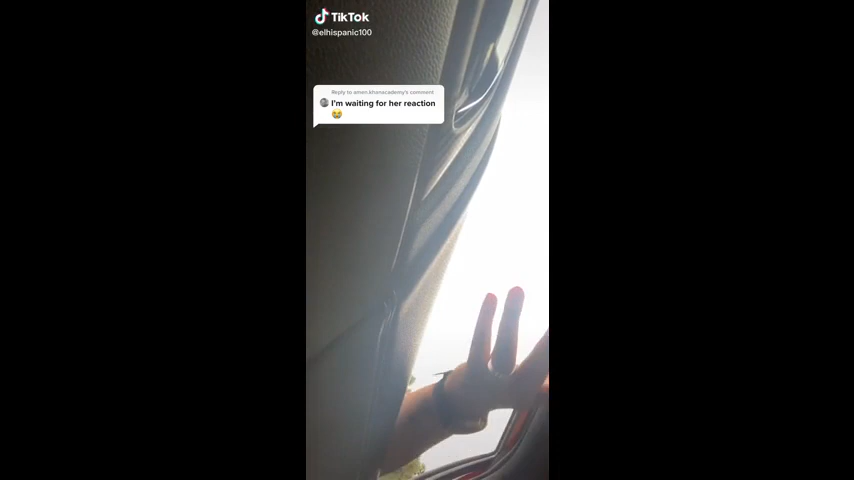 TikTok
@elhispanic100
Reply to amen.khanacademy's comment
I'm waiting for her reaction
😹